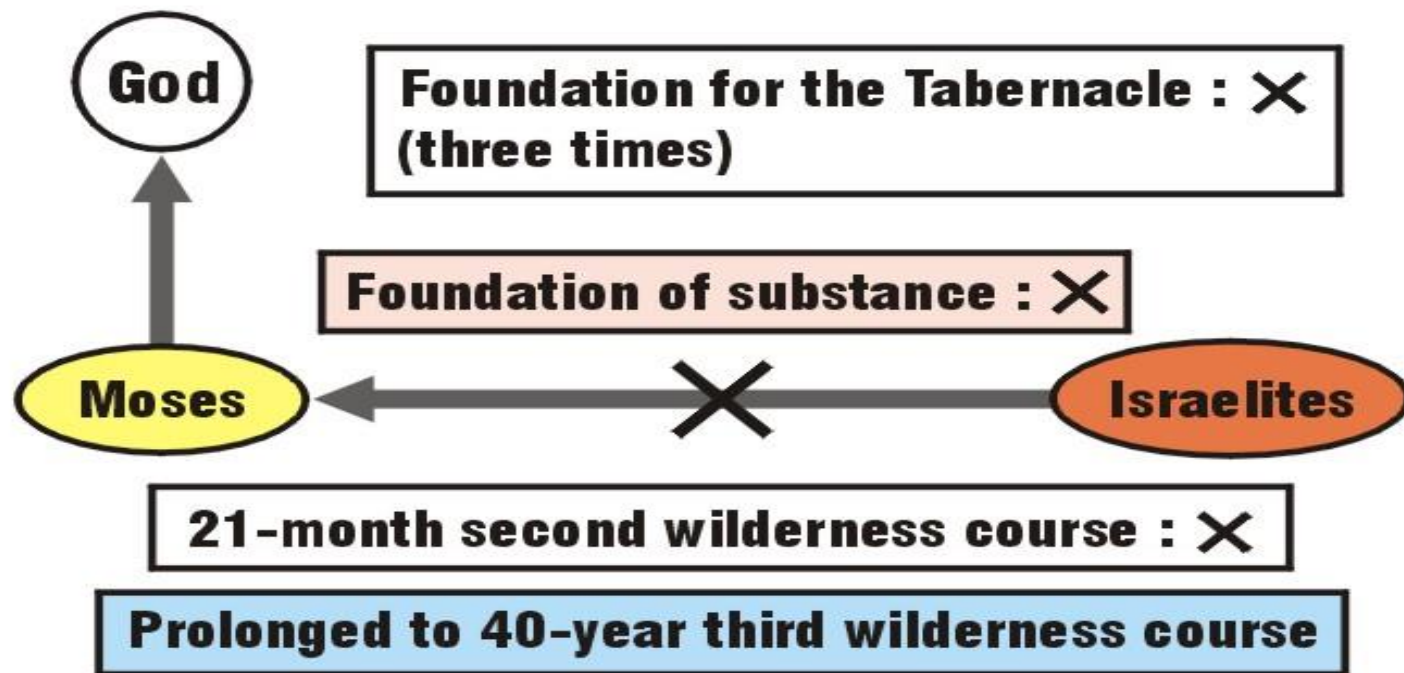 God
Foundation for the Tabernacle : ×
(three times)
Foundation of substance : ×
Moses
Israelites
21-month second wilderness course : ×
Prolonged to 40-year third wilderness course